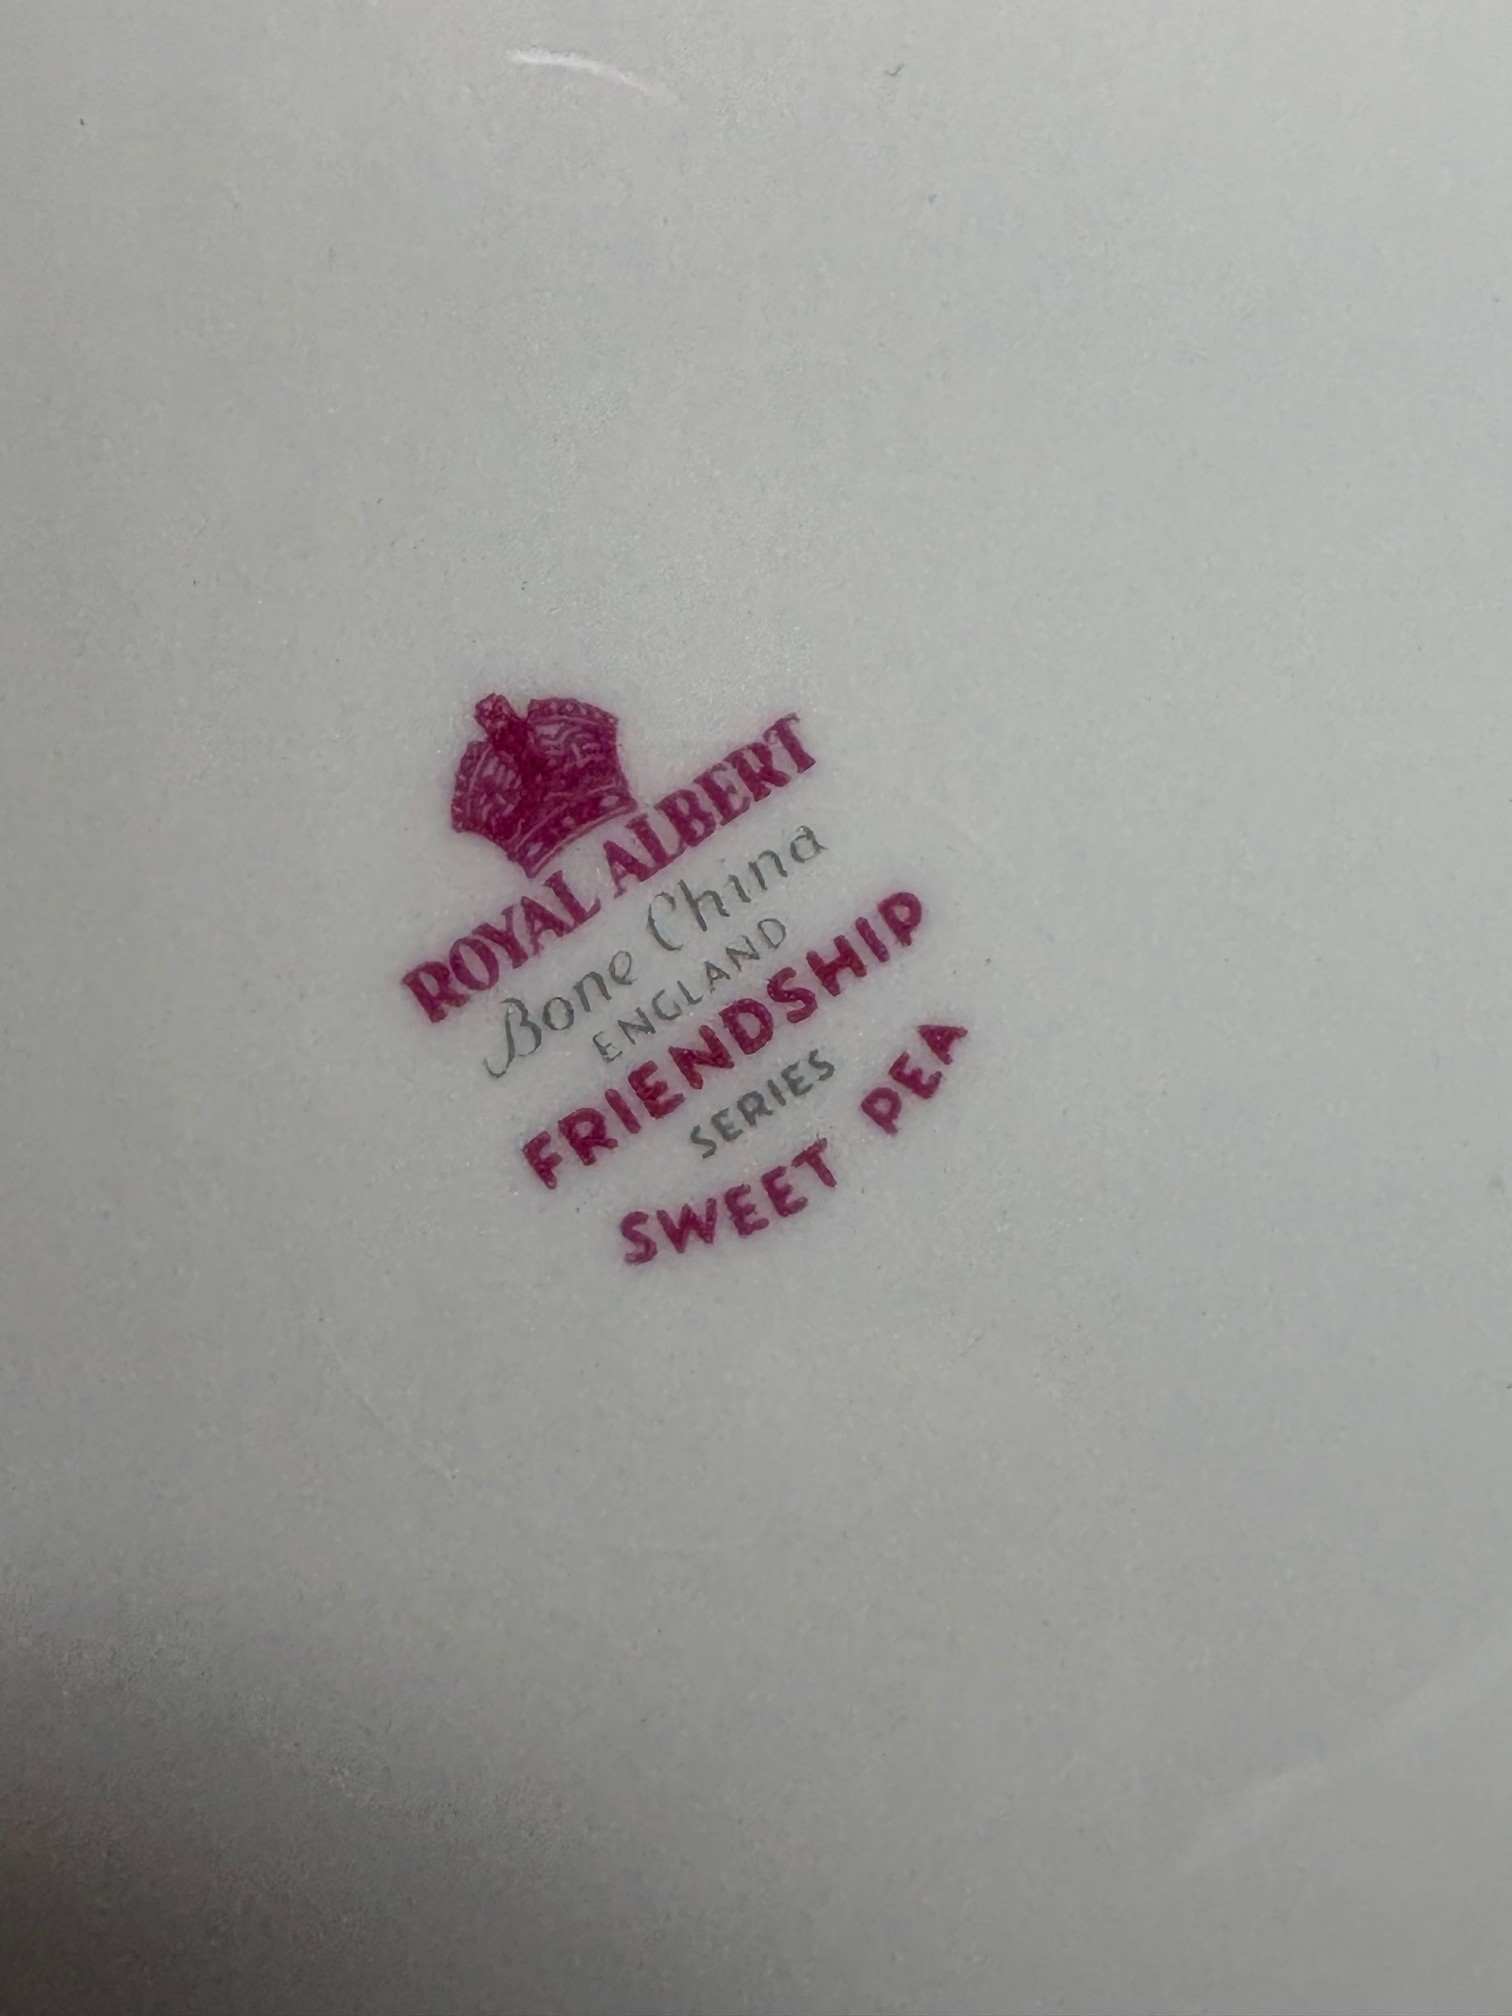 ROYAL ALBERT
Bone China
ENGLAND
FRIENDSHIP
SERIES
SWEET PEA